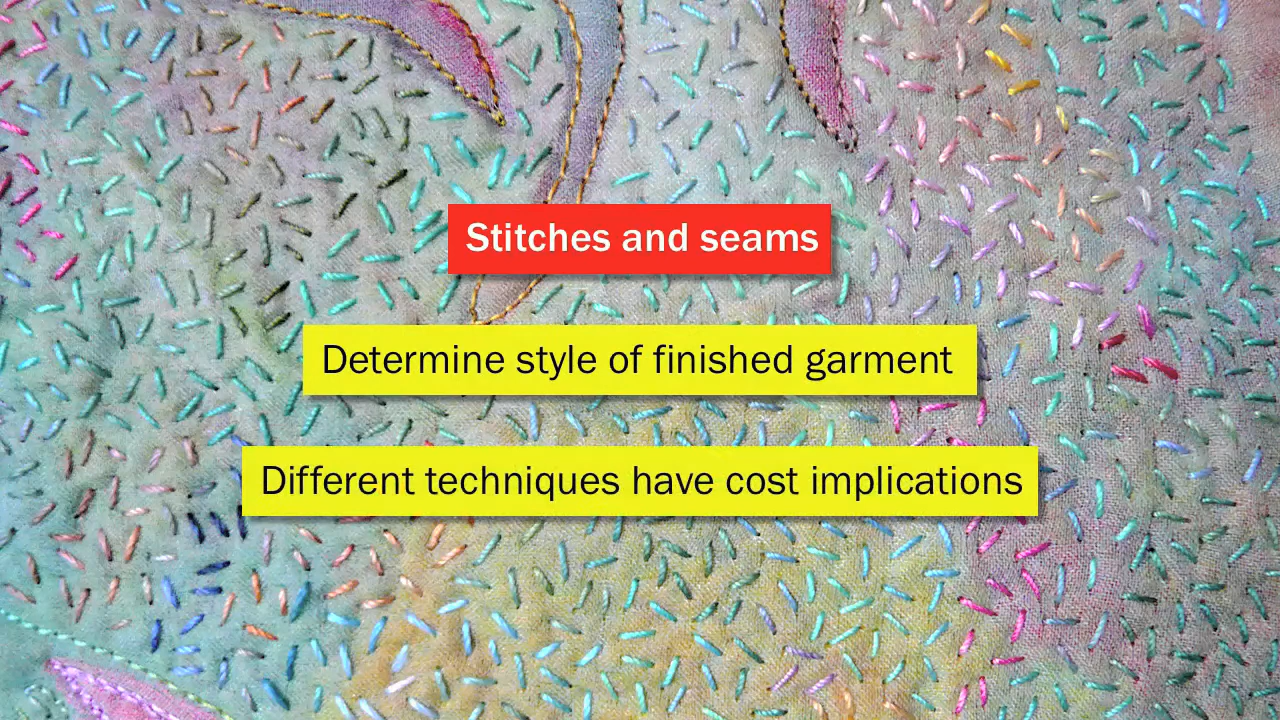 Stitches and seams
Determine style of finished garment
Different techniques have cost implications